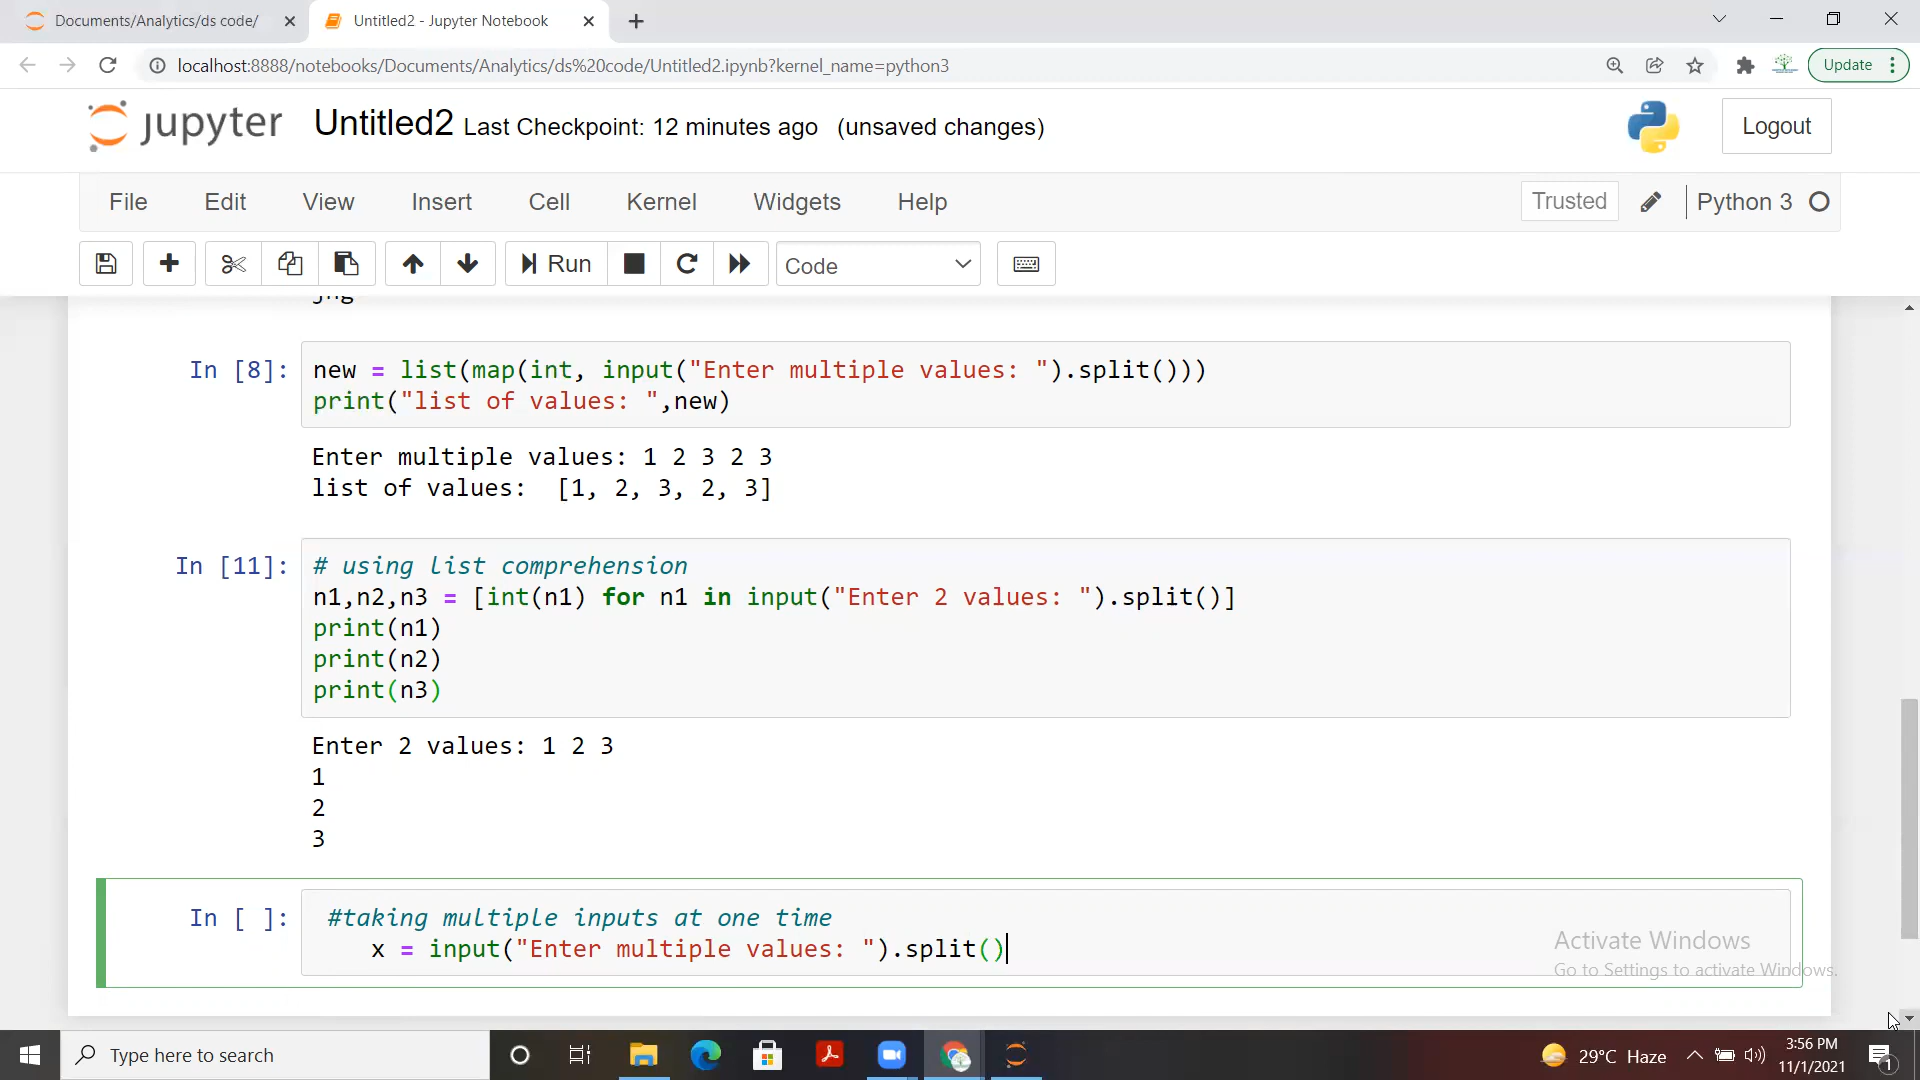 Documents/Analytics/ds code/
Untitled2 - Jupyter Notebook
localhost:8888/notebooks/Documents/Analytics/ds%20code/Untitled2.ipynb?kernel_name=python3
Update
jupyter Untitled2 Last Checkpoint: 12 minutes ago (unsaved changes)
Logout
File Edit View Insert Cell Kernel Widgets Help
Trusted
Python 3
Run
Code
In [8]:
new = list(map(int, input("Enter multiple values: ").split()))
print("list of values: ",new)
Enter multiple values: 1 2 3 2 3
list of values:  [1, 2, 3, 2, 3]
In [11]:
# using list comprehension
n1,n2,n3 = [int(n1) for n1 in input("Enter 2 values: ").split()]
print(n1)
print(n2)
print(n3)
Enter 2 values: 1 2 3
1
2
3
In [ ]:
#taking multiple inputs at one time
x = input("Enter multiple values: ").split()
Activate Windows
Go to Settings to activate Windows.
Type here to search
29°C Haze
3:56 PM
11/1/2021
1